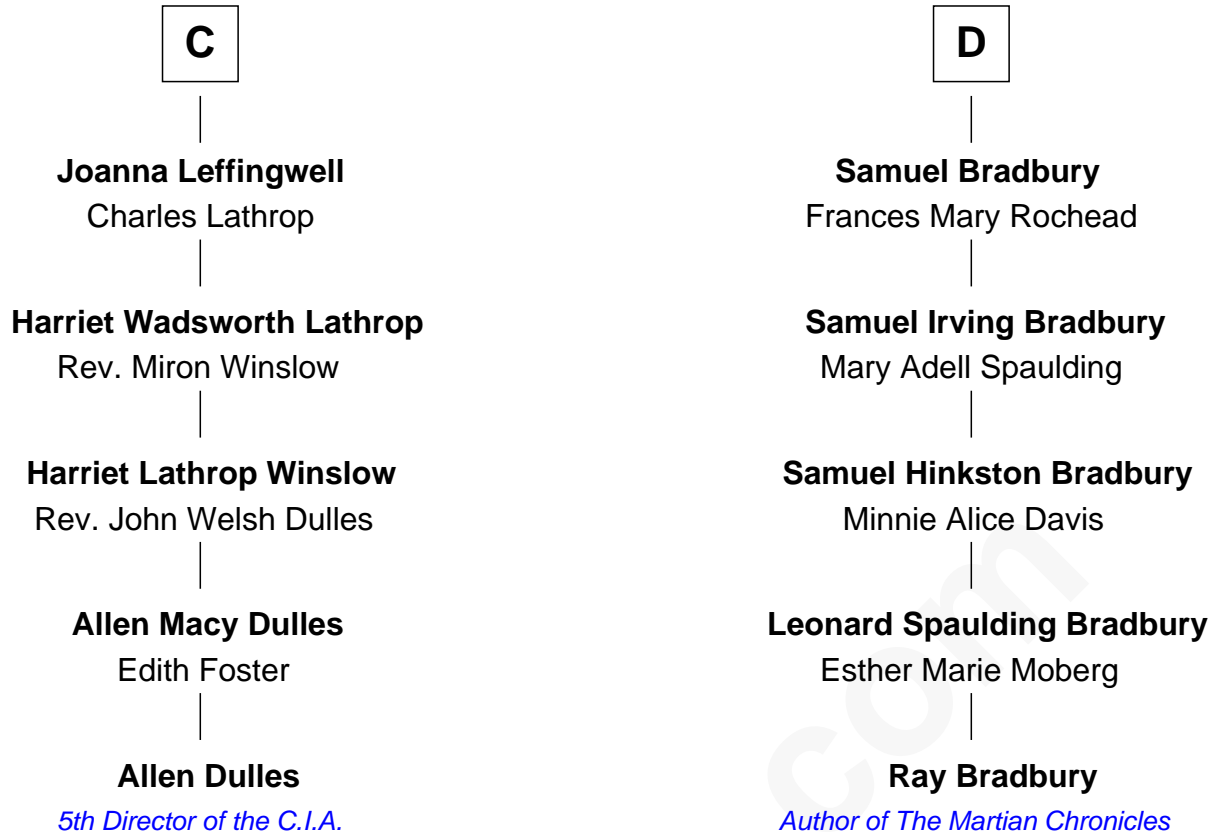 C
Joanna Leffingwell
Charles Lathrop
Harriet Wadsworth Lathrop
Rev. Miron Winslow
Harriet Lathrop Winslow
Rev. John Welsh Dulles
Allen Macy Dulles
Edith Foster
Allen Dulles
5th Director of the C.I.A.
D
Samuel Bradbury
Frances Mary Rochead
Samuel Irving Bradbury
Mary Adell Spaulding
Samuel Hinkston Bradbury
Minnie Alice Davis
Leonard Spaulding Bradbury
Esther Marie Moberg
Ray Bradbury
Author of The Martian Chronicles
com